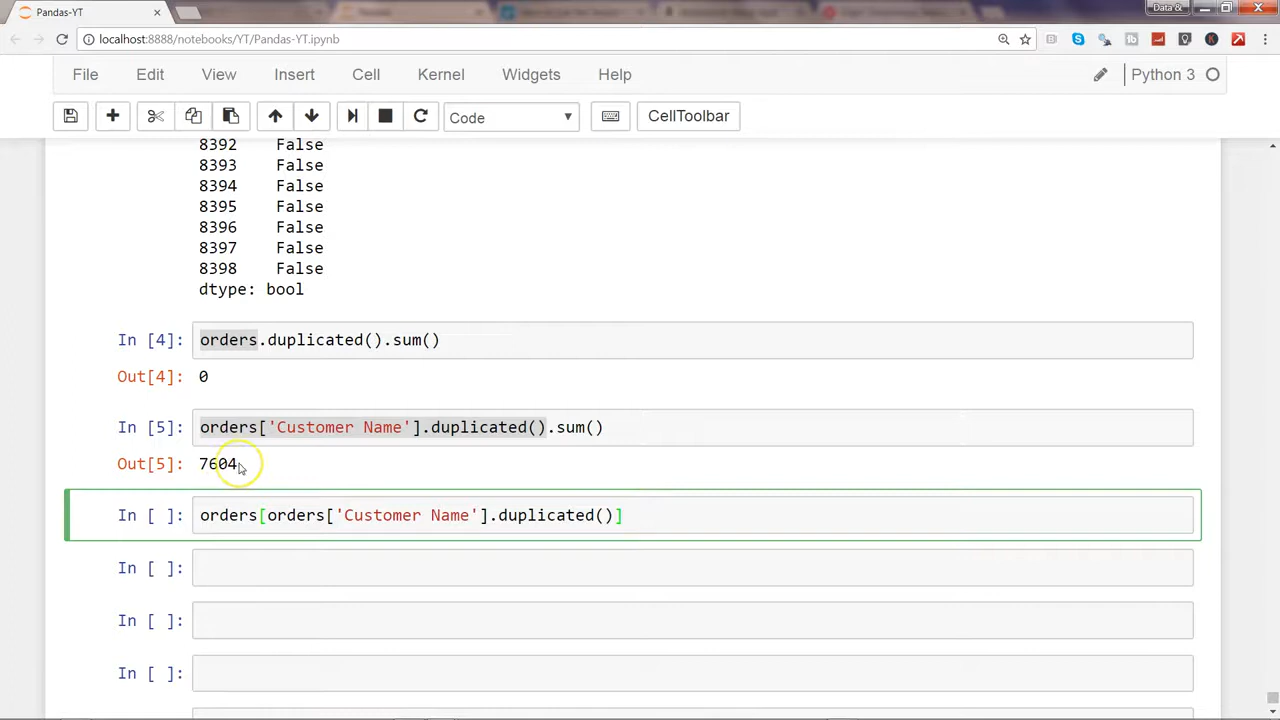 Pandas-YT
Data &
localhost:8888/notebooks/YT/Pandas-YT.ipynb
File Edit View Insert Cell Kernel Widgets Help Python 3
Code CellToolbar
8392 False
8393 False
8394 False
8395 False
8396 False
8397 False
8398 False
dtype: bool
In [4]: orders.duplicated().sum()
Out[4]: 0
In [5]: orders['Customer Name'].duplicated().sum()
Out[5]: 7604
In [ ]: orders[orders['Customer Name'].duplicated()]
In [ ]:
In [ ]:
In [ ]: